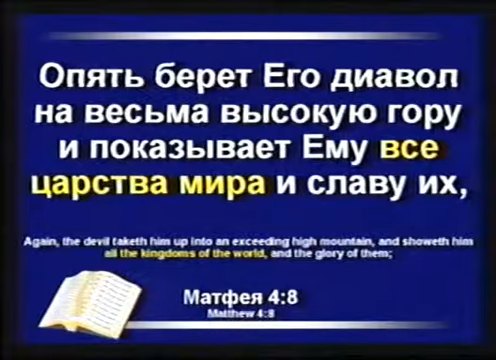 Опять берет Его диавол
на весьма высокую гору
и показывает Ему все
царства мира и славу их,
Again, the devil taketh him up into an exceeding high mountain, and showeth him
all the kingdoms of the world, and the glory of them;
Матфея 4:8
Matthew 4:8